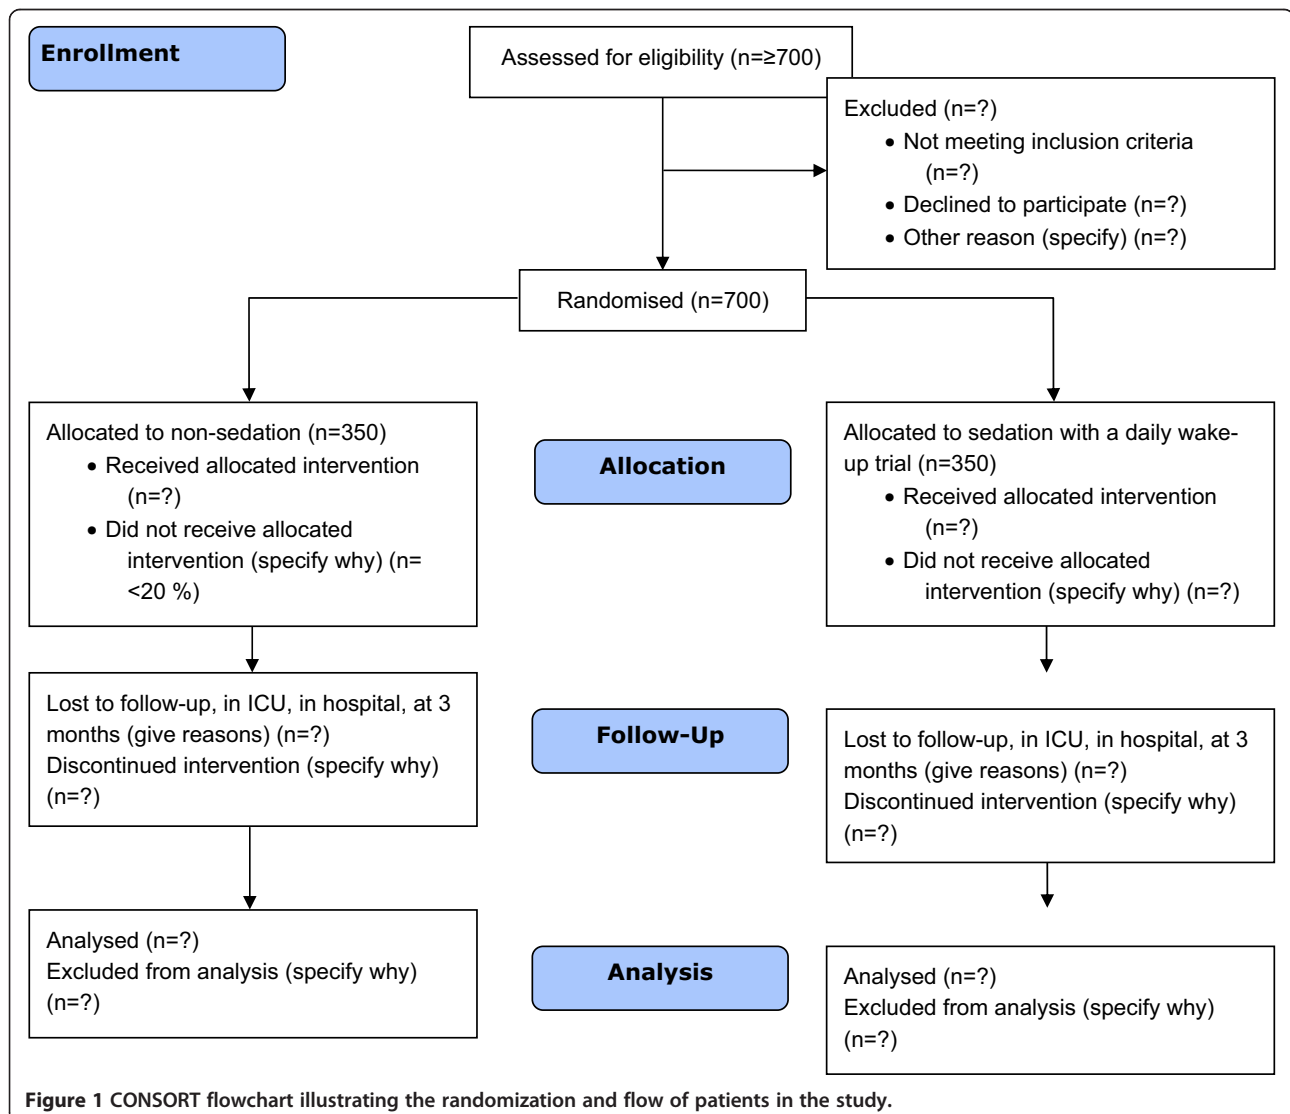 Enrollment
Assessed for eligibility (n=≥700)
Excluded (n=?)
• Not meeting inclusion criteria
(n=?)
• Declined to participate (n=?)
• Other reason (specify) (n=?)
Randomised (n=700)
Allocated to non-sedation (n=350)
• Received allocated intervention
(n=?)
• Did not receive allocated
intervention (specify why) (n=
<20 %)
Allocation
Allocated to sedation with a daily wake-
up trial (n=350)
• Received allocated intervention
(n=?)
• Did not receive allocated
intervention (specify why) (n=?)
Lost to follow-up, in ICU, in hospital, at 3
months (give reasons) (n=?)
Discontinued intervention (specify why)
(n=?)
Follow-Up
Lost to follow-up, in ICU, in hospital, at 3
months (give reasons) (n=?)
Discontinued intervention (specify why)
(n=?)
Analysed (n=?)
Excluded from analysis (specify why)
(n=?)
Analysis
Analysed (n=?)
Excluded from analysis (specify why)
(n=?)
Figure 1 CONSORT flowchart illustrating the randomization and flow of patients in the study.